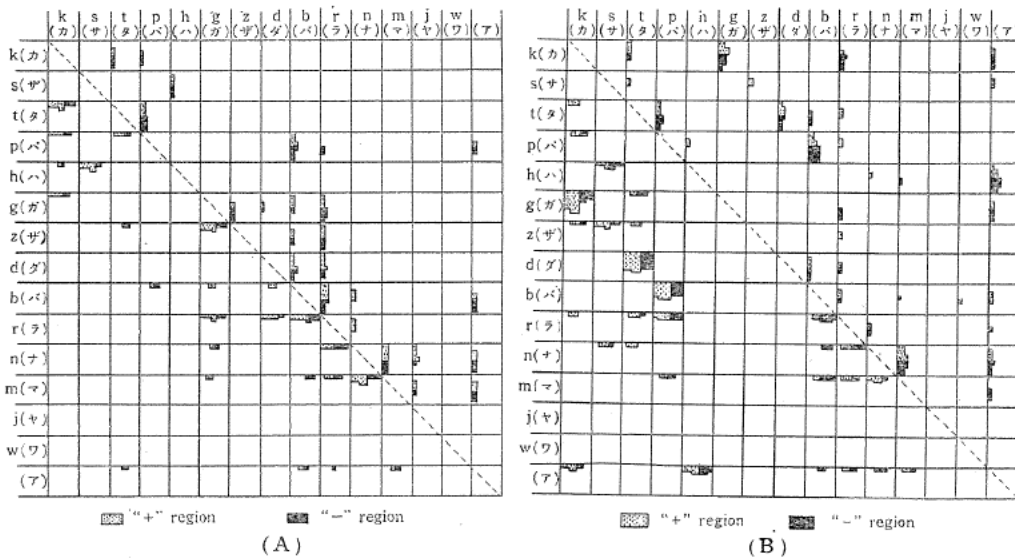 k s t p h g z d b r n m j w
(カ) (サ) (タ) (パ) (ハ) (ガ) (ザ) (ダ) (バ) (ラ) (ナ) (マ) (ヤ) (ワ) (ア)
k(カ)
s(ザ)
t(タ)
p(パ)
h(ハ)
g(ガ)
z(ザ)
d(ダ)
b(バ)
r(ラ)
n(ナ)
m(マ)
j(ヤ)
w(ワ)
(ア)
"+" region "−" region
(A)
k s t p h g z d b r n m j w
(カ) (サ) (タ) (パ) (ハ) (ガ) (ザ) (ダ) (バ) (ラ) (ナ) (マ) (ヤ) (ワ) (ア)
k(カ)
s(サ)
t(タ)
p(パ)
h(ハ)
g(ガ)
z(ザ)
d(ダ)
b(バ)
r(ラ)
n(ナ)
m(マ)
j(ヤ)
w(ワ)
(ア)
"+" region "−" region
(B)